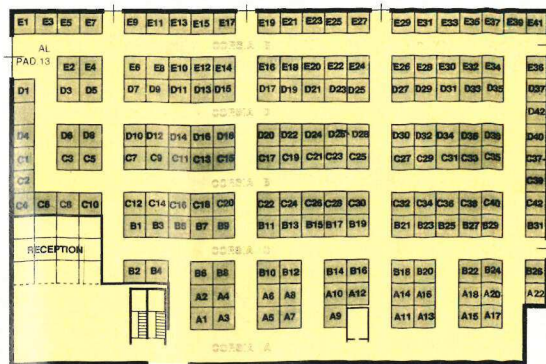 E1 E3 E5 E7 E9 E11 E13 E15 E17 E19 E21 E23 E25 E27 E29 E31 E33 E35 E37 E39 E41
CORSIA E
AL
PAD.13
E2 E4 E6 E8 E10 E12 E14 E16 E18 E20 E22 E24 E26 E28 E30 E32 E34 E36
D1 D3 D5 D7 D9 D11 D13 D15 D17 D19 D21 D23 D25 D27 D29 D31 D33 D35 D37
D42
CORSIA D
D4 D6 D8 D10 D12 D14 D16 D18 D20 D22 D24 D26 D28 D30 D32 D34 D36 D38 D40
C1 C3 C5 C7 C9 C11 C13 C15 C17 C19 C21 C23 C25 C27 C29 C31 C33 C35 C37
C2 C39
C6 C8 C10 C12 C14 C16 C18 C20 C22 C24 C26 C28 C30 C32 C34 C36 C38 C40 C42
B1 B3 B5 B7 B9 B11 B13 B15 B17 B19 B21 B23 B25 B27 B29 B31
RECEPTION
B2 B4 B6 B8 B10 B12 B14 B16 B18 B20 B22 B24 B26
A2 A4 A6 A8 A10 A12 A14 A16 A18 A20 A22
A1 A3 A5 A7 A9 A11 A13 A15 A17
CORSIA A